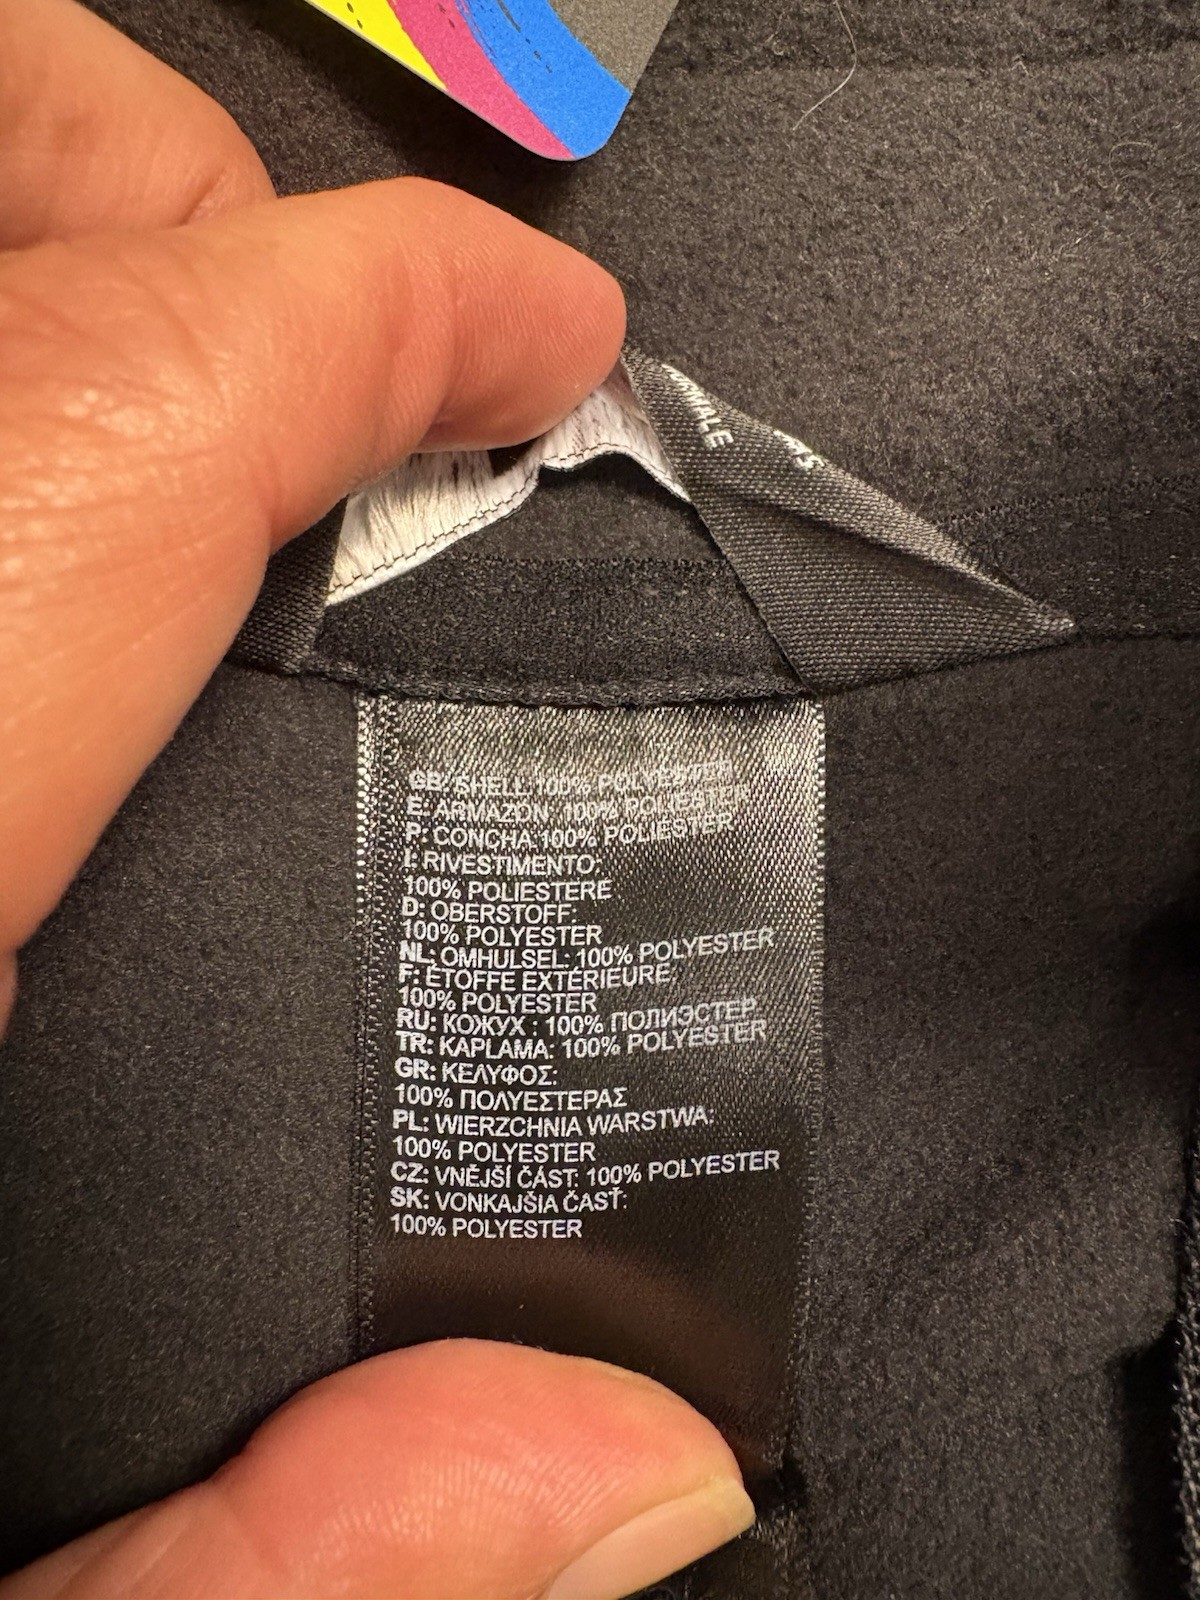 GB: SHELL 100% POLYESTER
E: ARMAZÓN: 100% POLIESTER
P: CONCHA 100% POLIESTER
I: RIVESTIMENTO:
100% POLIESTERE
D: OBERSTOFF:
100% POLYESTER
NL: OMHULSEL: 100% POLYESTER
F: ÉTOFFE EXTÉRIEURE:
100% POLYESTER
RU: КОЖУХ : 100% ПОЛИЭСТЕР
TR: KAPLAMA: 100% POLYESTER
GR: ΚΕΛΥΦΟΣ:
100% ΠΟΛΥΕΣΤΕΡΑΣ
PL: WIERZCHNIA WARSTWA:
100% POLYESTER
CZ: VNĚJŠÍ ČÁST: 100% POLYESTER
SK: VONKAJŠIA ČASŤ:
100% POLYESTER